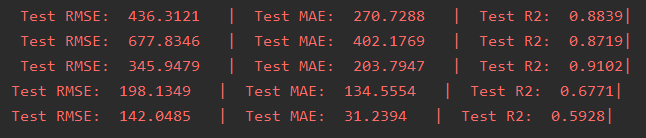 Test RMSE: 436.3121 | Test MAE: 270.7288 | Test R2: 0.8839|
Test RMSE: 677.8346 | Test MAE: 402.1769 | Test R2: 0.8719|
Test RMSE: 345.9479 | Test MAE: 203.7947 | Test R2: 0.9102|
Test RMSE: 198.1349 | Test MAE: 134.5554 | Test R2: 0.6771|
Test RMSE: 142.0485 | Test MAE: 31.2394 | Test R2: 0.5928|